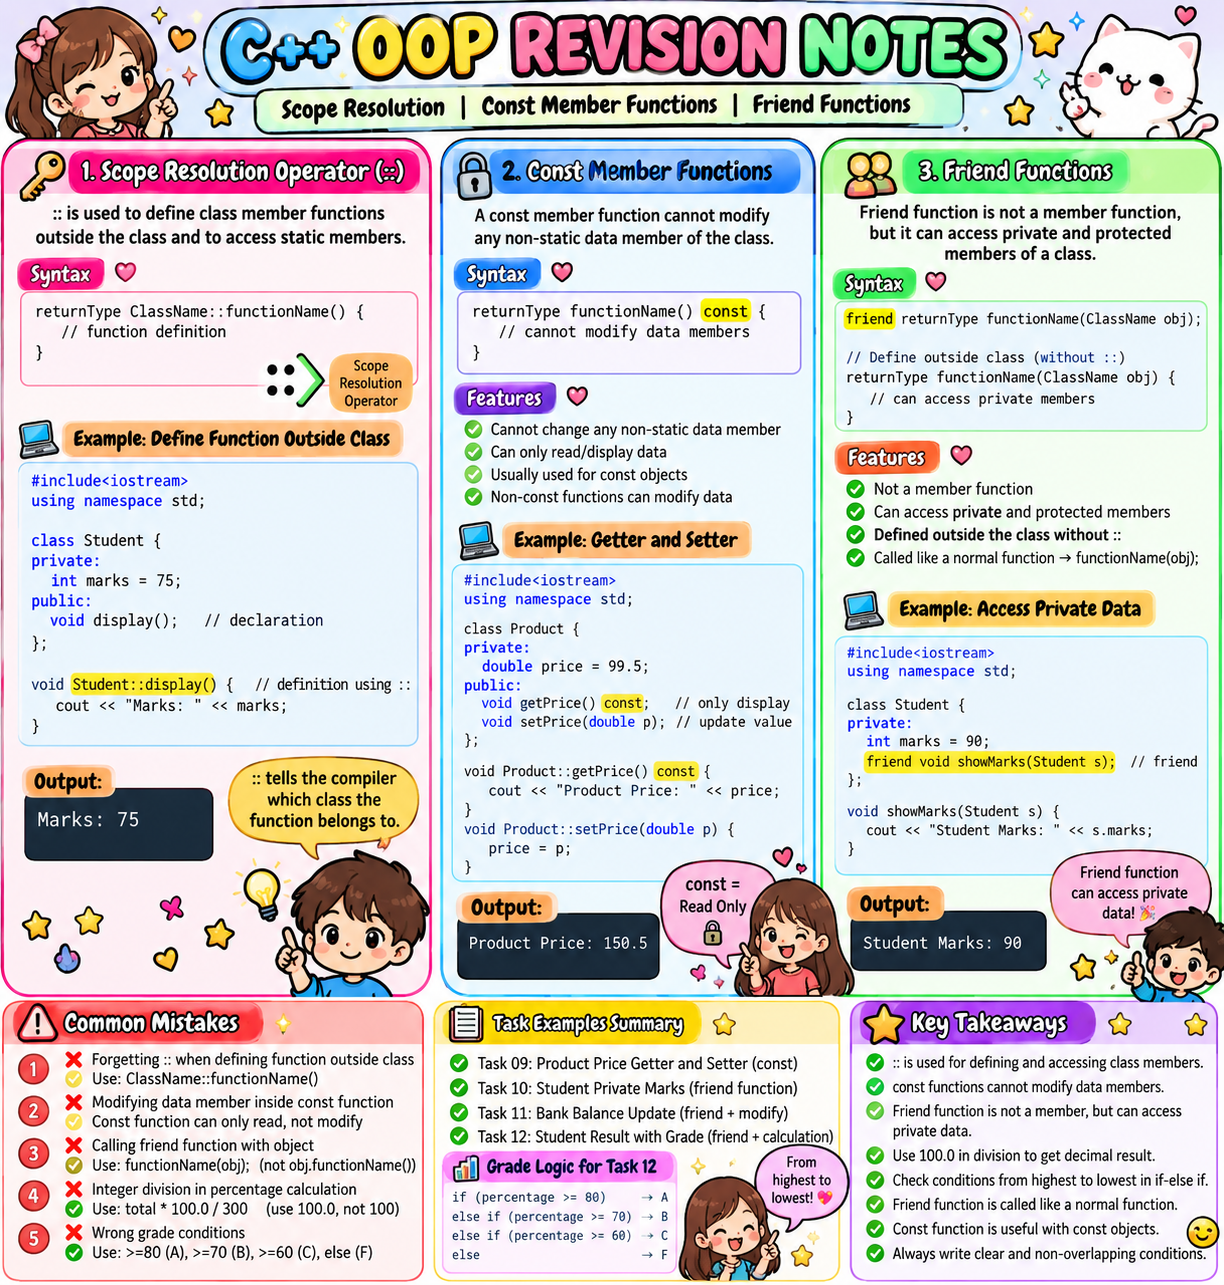 C++ OOP REVISION NOTES
Scope Resolution | Const Member Functions | Friend Functions
1. Scope Resolution Operator (::)
:: is used to define class member functions
outside the class and to access static members.
Syntax
returnType ClassName::functionName() {
// function definition
}
::
Scope
Resolution
Operator
Example: Define Function Outside Class
#include<iostream>
using namespace std;
class Student {
private:
int marks = 75;
public:
void display(); // declaration
};
void Student::display() { // definition using ::
cout << "Marks: " << marks;
}
Output:
Marks: 75
:: tells the compiler
which class the
function belongs to.
2. Const Member Functions
A const member function cannot modify
any non-static data member of the class.
Syntax
returnType functionName() const {
// cannot modify data members
}
Features
Cannot change any non-static data member
Can only read/display data
Usually used for const objects
Non-const functions can modify data
Example: Getter and Setter
#include<iostream>
using namespace std;
class Product {
private:
double price = 99.5;
public:
void getPrice() const; // only display
void setPrice(double p); // update value
};
void Product::getPrice() const {
cout << "Product Price: " << price;
}
void Product::setPrice(double p) {
price = p;
}
Output:
Product Price: 150.5
const =
Read Only
3. Friend Functions
Friend function is not a member function,
but it can access private and protected
members of a class.
Syntax
friend returnType functionName(ClassName obj);
// Define outside class (without ::)
returnType functionName(ClassName obj) {
// can access private members
}
Features
Not a member function
Can access private and protected members
Defined outside the class without ::
Called like a normal function → functionName(obj);
Example: Access Private Data
#include<iostream>
using namespace std;
class Student {
private:
int marks = 90;
friend void showMarks(Student s); // friend
};
void showMarks(Student s) {
cout << "Student Marks: " << s.marks;
}
Output:
Student Marks: 90
Friend function
can access private
data!
Common Mistakes
1
Forgetting :: when defining function outside class
Use: ClassName::functionName()
2
Modifying data member inside const function
Const function can only read, not modify
3
Calling friend function with object
Use: functionName(obj); (not obj.functionName())
4
Integer division in percentage calculation
Use: total * 100.0 / 300 (use 100.0, not 100)
5
Wrong grade conditions
Use: >=80 (A), >=70 (B), >=60 (C), else (F)
Task Examples Summary
Task 09: Product Price Getter and Setter (const)
Task 10: Student Private Marks (friend function)
Task 11: Bank Balance Update (friend + modify)
Task 12: Student Result with Grade (friend + calculation)
Grade Logic for Task 12
if (percentage >= 80) → A
else if (percentage >= 70) → B
else if (percentage >= 60) → C
else → F
From
highest to
lowest!
Key Takeaways
:: is used for defining and accessing class members.
const functions cannot modify data members.
Friend function is not a member, but can access
private data.
Use 100.0 in division to get decimal result.
Check conditions from highest to lowest in if-else if.
Friend function is called like a normal function.
Const function is useful with const objects.
Always write clear and non-overlapping conditions.